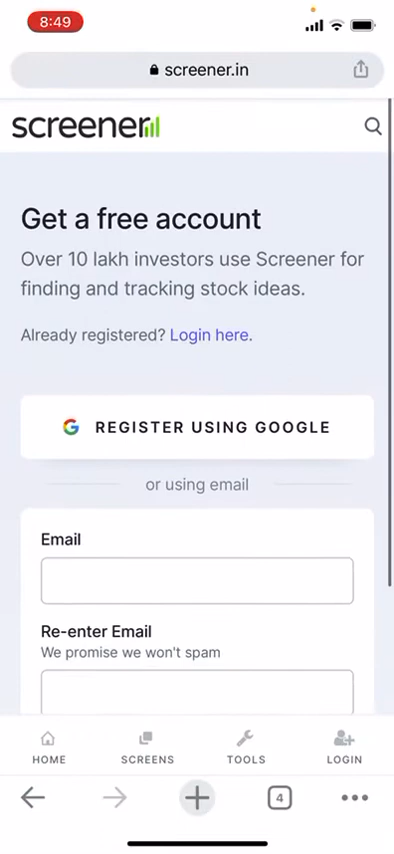 8:49
screener.in
screener
Get a free account
Over 10 lakh investors use Screener for
finding and tracking stock ideas.
Already registered? Login here.
REGISTER USING GOOGLE
or using email
Email
Re-enter Email
We promise we won't spam
HOME SCREENS TOOLS LOGIN
4